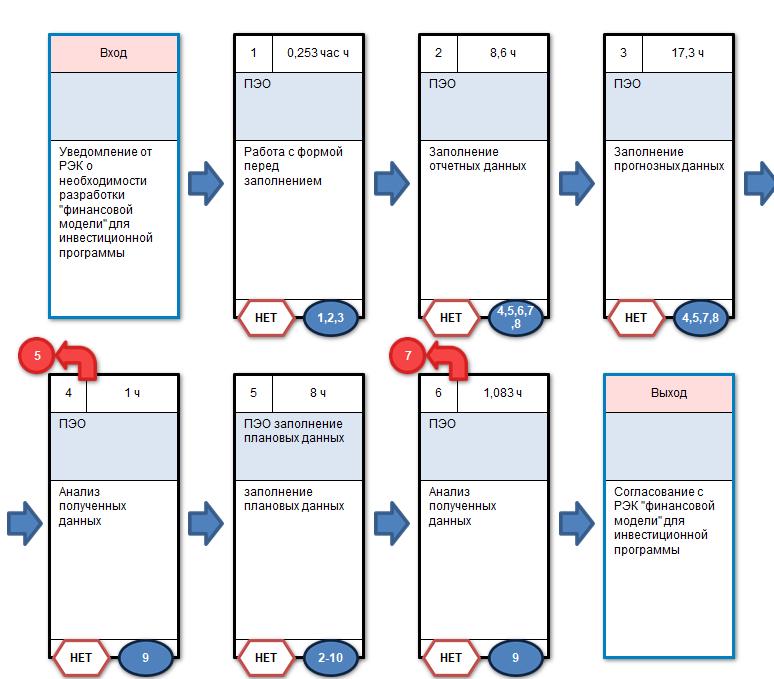 Вход
Уведомление от
РЭК о
необходимости
разработки
"финансовой
модели" для
инвестиционной
программы
1
0,253 час ч
ПЭО
Работа с формой
перед
заполнением
НЕТ
1,2,3
2
8,6 ч
ПЭО
Заполнение
отчетных данных
НЕТ
4,5,6,7
,8
3
17,3 ч
ПЭО
Заполнение
прогнозных данных
НЕТ
4,5,7,8
5
4
1 ч
ПЭО
Анализ
полученных
данных
НЕТ
9
5
8 ч
ПЭО заполнение
плановых данных
заполнение
плановых данных
НЕТ
2-10
7
6
1,083 ч
ПЭО
Анализ
полученных
данных
НЕТ
9
Выход
Согласование с
РЭК "финансовой
модели" для
инвестиционной
программы